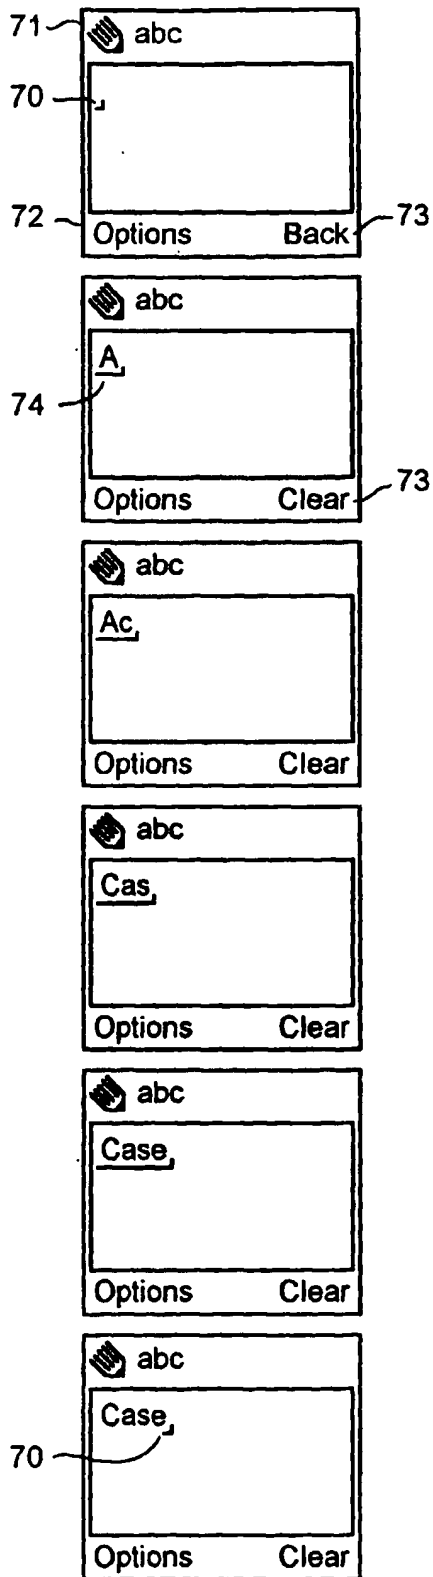 71 abc
70
72 Options Back 73
abc
A
74
Options Clear 73
abc
Ac
Options Clear
abc
Cas
Options Clear
abc
Case
Options Clear
abc
Case
70
Options Clear